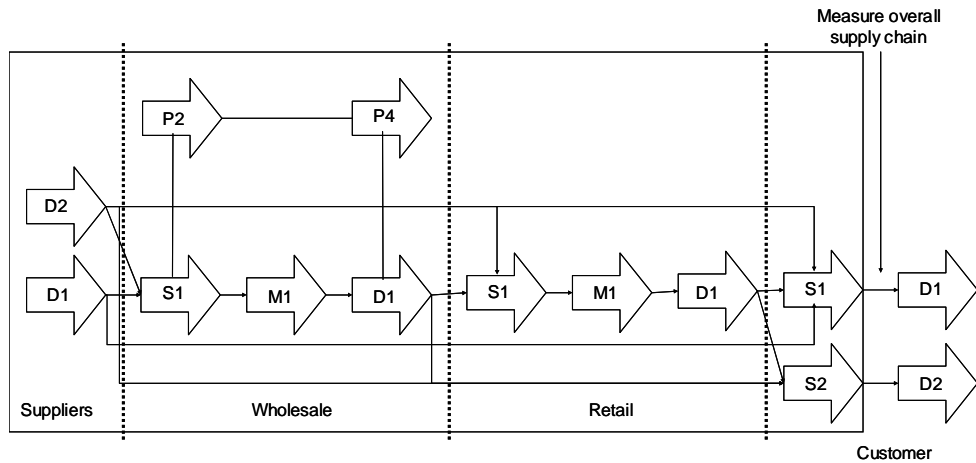 Measure overall
supply chain
P2
P4
D2
D1
S1
M1
D1
S1
M1
D1
S1
D1
S2
D2
Suppliers
Wholesale
Retail
Customer